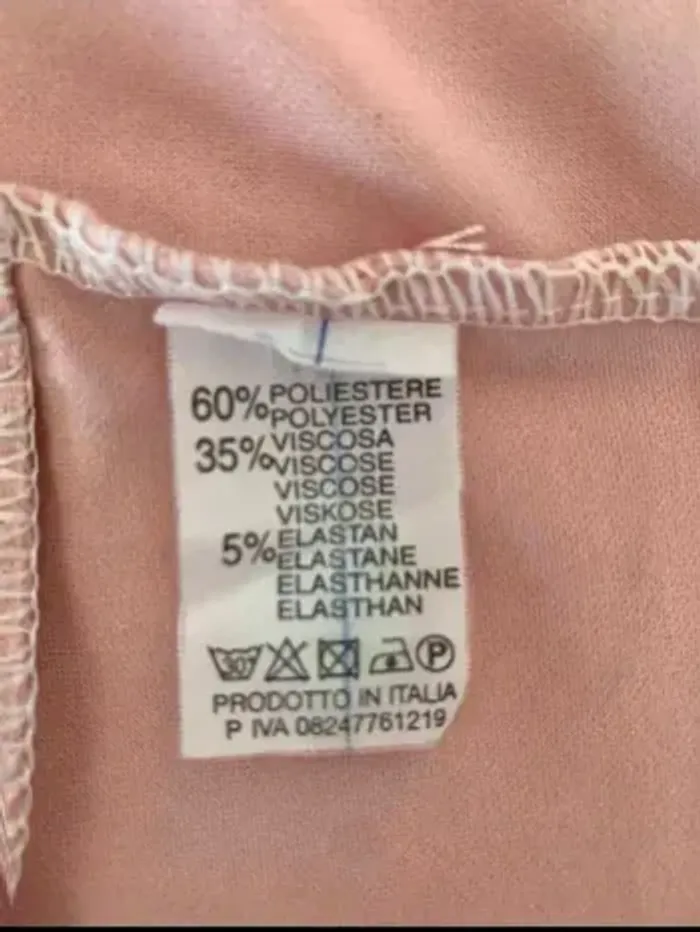 60% POLIESTERE
POLYESTER
35% VISCOSA
VISCOSE
VISCOSE
VISKOSE
5% ELASTAN
ELASTANE
ELASTHANNE
ELASTHAN
30° P
PRODOTTO IN ITALIA
P IVA 08247761219